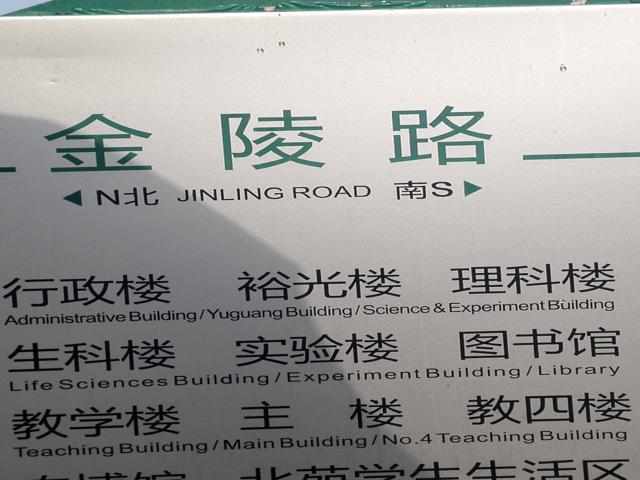 金陵路
N北 JINLING ROAD 南S
行政楼 裕光楼 理科楼
Administrative Building / Yuguang Building / Science & Experiment Building
生科楼 实验楼 图书馆
Life Sciences Building / Experiment Building / Library
教学楼 主楼 教四楼
Teaching Building / Main Building / No.4 Teaching Building
北苑学生生活区